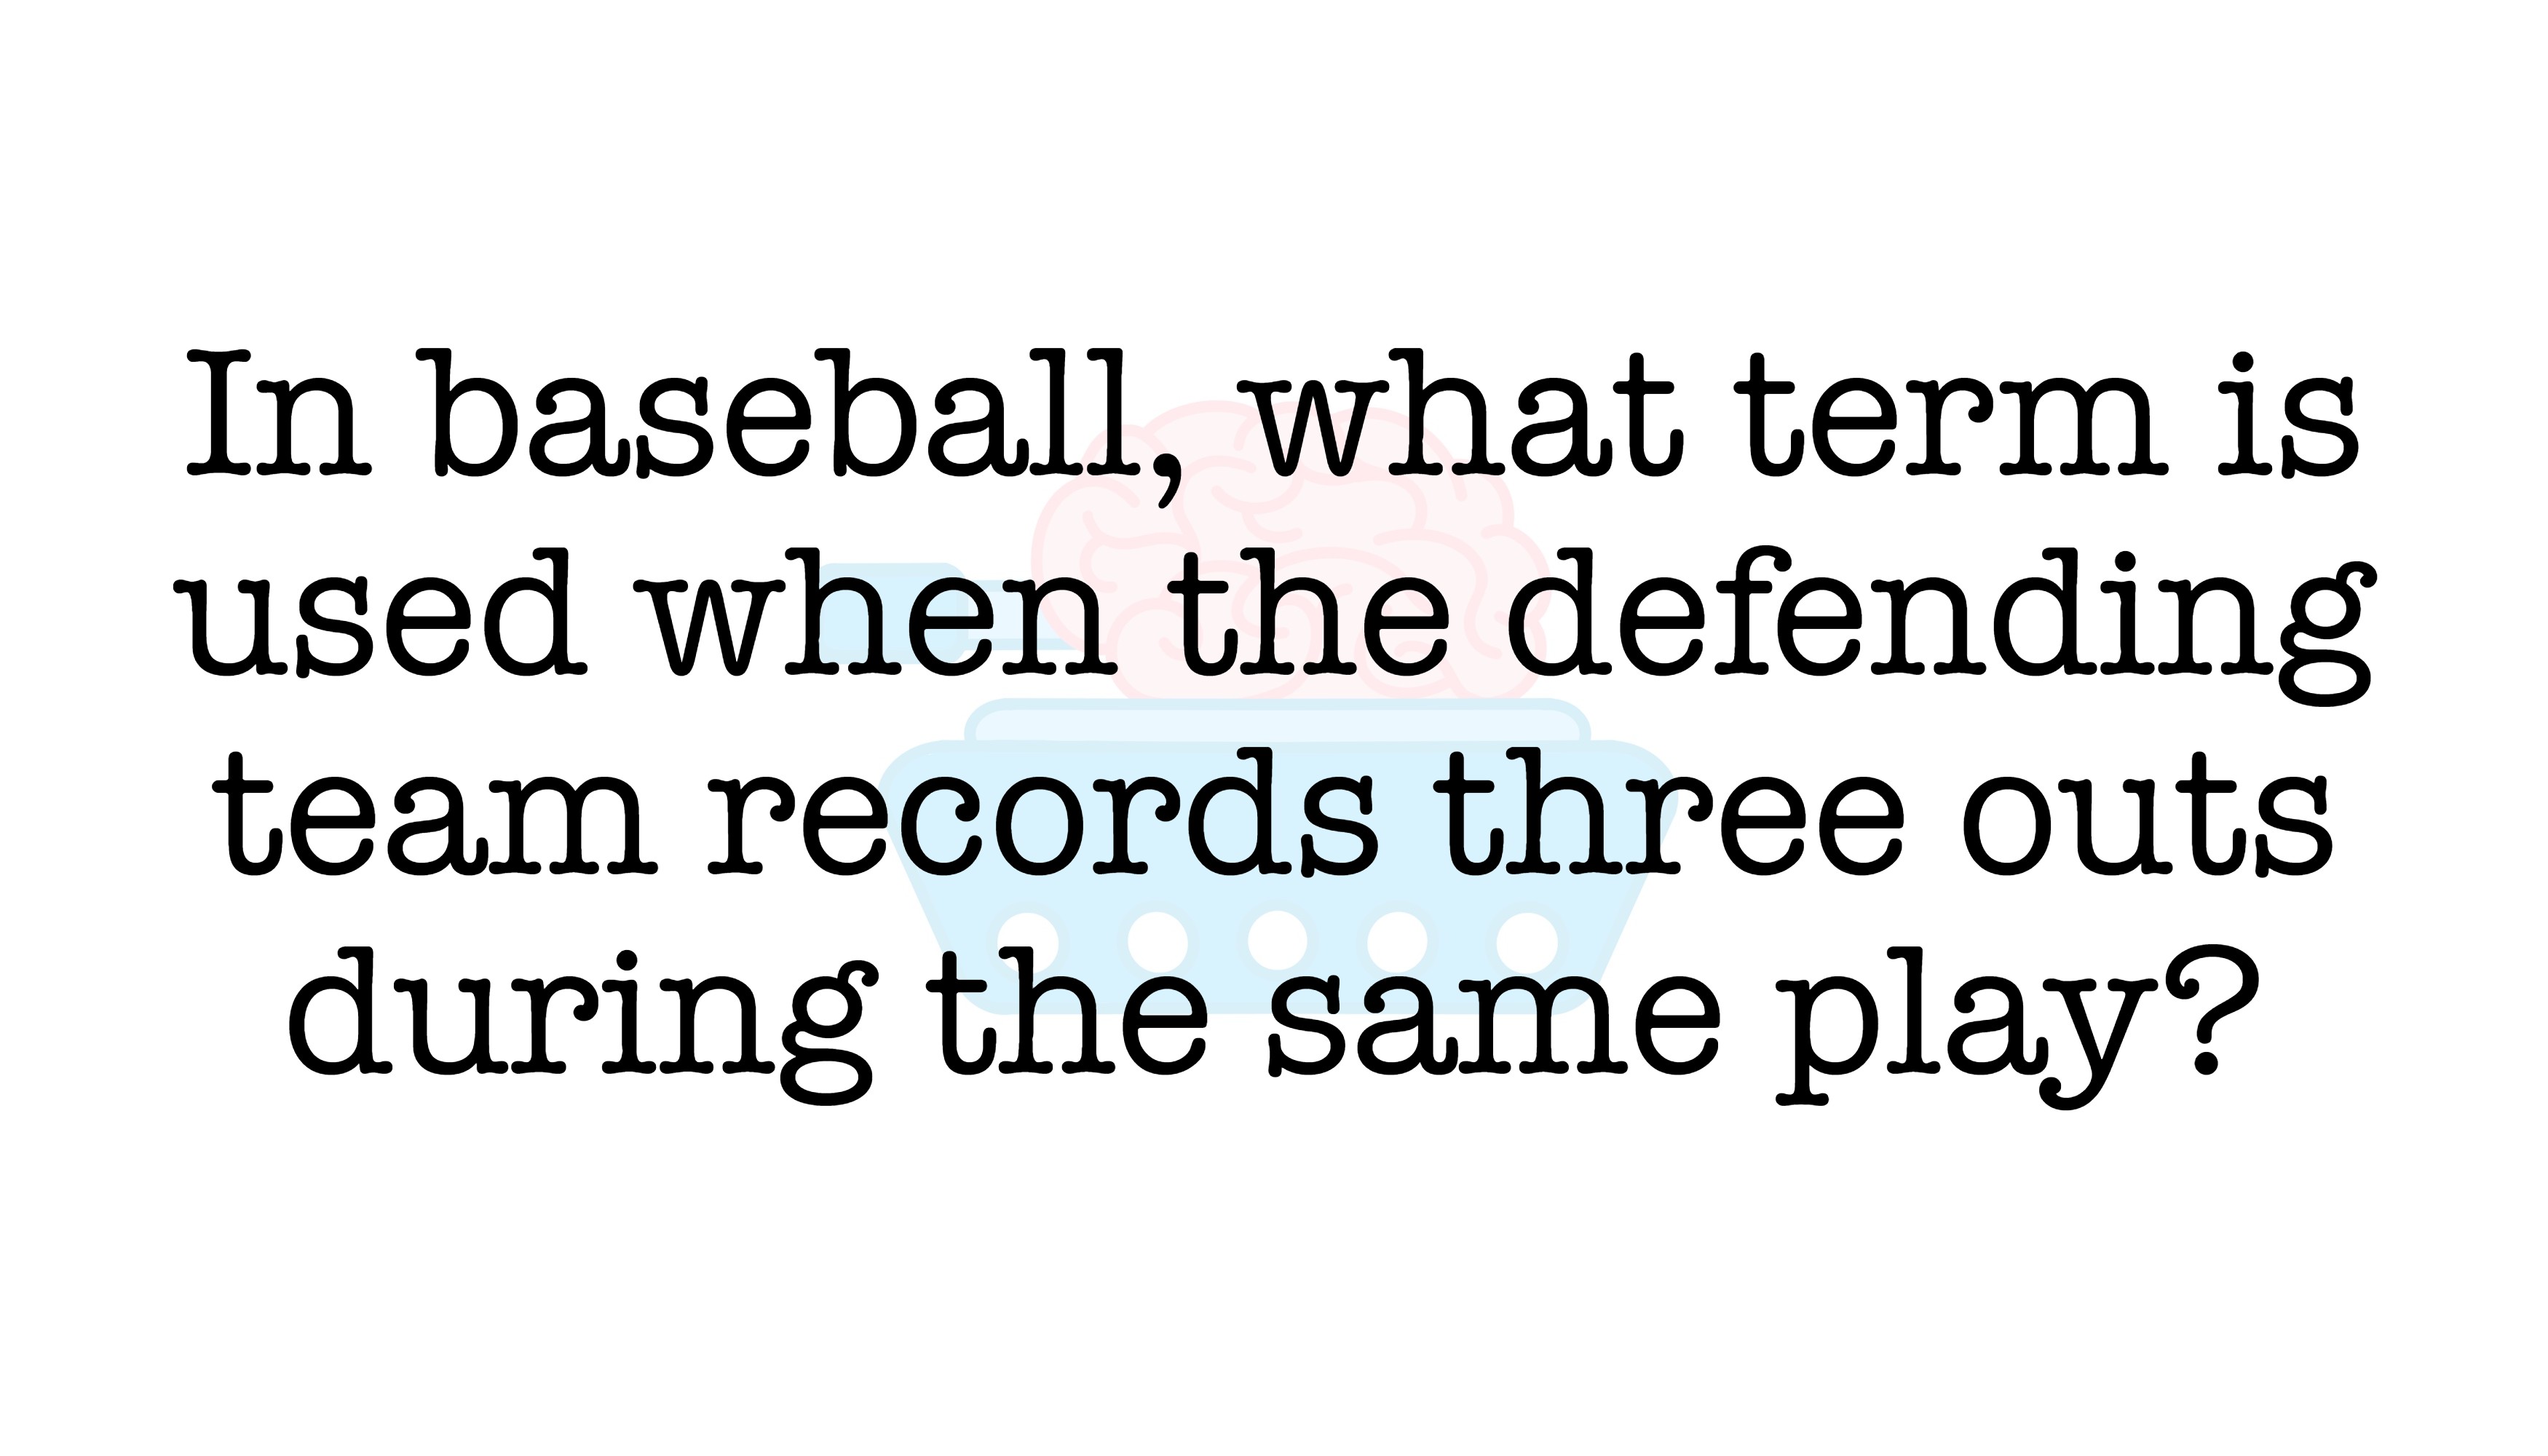 In baseball, what term is
used when the defending
team records three outs
during the same play?